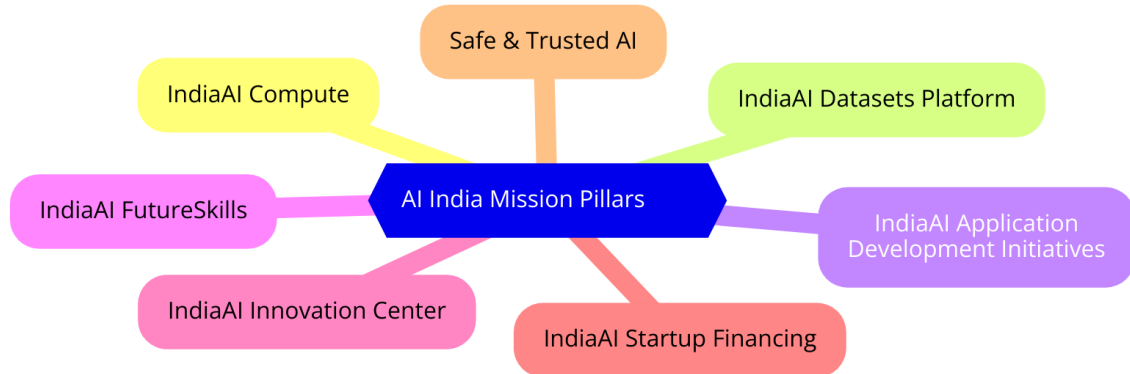 Safe & Trusted AI
IndiaAI Compute
IndiaAI Datasets Platform
AI India Mission Pillars
IndiaAI FutureSkills
IndiaAI Application
Development Initiatives
IndiaAI Innovation Center
IndiaAI Startup Financing